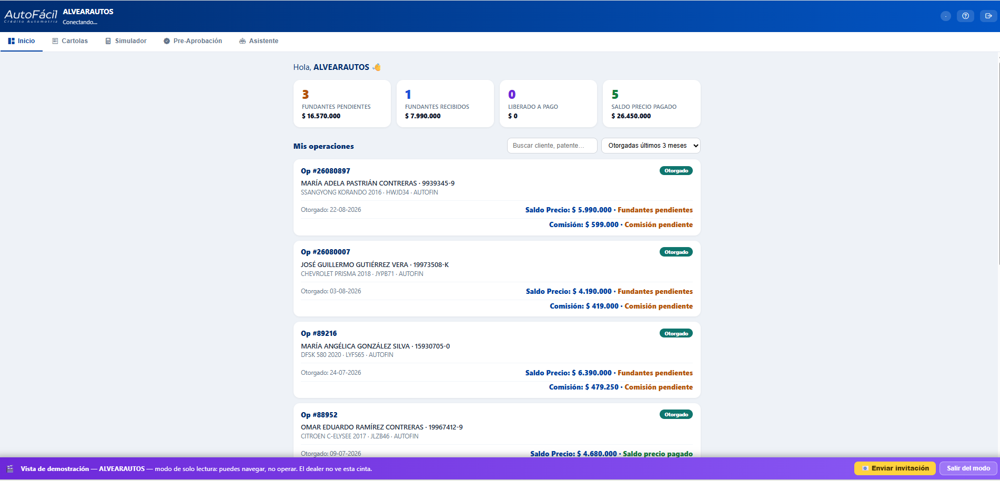 AutoFácil
Crédito Automotriz
ALVEARAUTOS
Conectando...
Inicio
Cartolas
Simulador
Pre-Aprobación
Asistente
Hola, ALVEARAUTOS 👋
3
FUNDANTES PENDIENTES
$ 16.570.000
1
FUNDANTES RECIBIDOS
$ 7.990.000
0
LIBERADO A PAGO
$ 0
5
SALDO PRECIO PAGADO
$ 26.450.000
Mis operaciones
Buscar cliente, patente...
Otorgadas últimos 3 meses
Op #26080897
Otorgado
MARÍA ADELA PASTRIÁN CONTRERAS · 9939345-9
SSANGYONG KORANDO 2016 · HWJD34 · AUTOFIN
Otorgado: 22-08-2026
Saldo Precio: $ 5.990.000 · Fundantes pendientes
Comisión: $ 599.000 · Comisión pendiente
Op #26080007
Otorgado
JOSÉ GUILLERMO GUTIÉRREZ VERA · 19973508-K
CHEVROLET PRISMA 2018 · JYPB71 · AUTOFIN
Otorgado: 03-08-2026
Saldo Precio: $ 4.190.000 · Fundantes pendientes
Comisión: $ 419.000 · Comisión pendiente
Op #89216
Otorgado
MARÍA ANGÉLICA GONZÁLEZ SILVA · 15930705-0
DFSK 580 2020 · LYFS65 · AUTOFIN
Otorgado: 24-07-2026
Saldo Precio: $ 6.390.000 · Fundantes pendientes
Comisión: $ 479.250 · Comisión pendiente
Op #88952
Otorgado
OMAR EDUARDO RAMÍREZ CONTRERAS · 19967412-9
CITROEN C-ELYSEE 2017 · JLZB46 · AUTOFIN
Otorgado: 09-07-2026
Saldo Precio: $ 4.680.000 · Saldo precio pagado
Vista de demostración — ALVEARAUTOS — modo de solo lectura: puedes navegar, no operar. El dealer no ve esta cinta.
Enviar invitación
Salir del modo